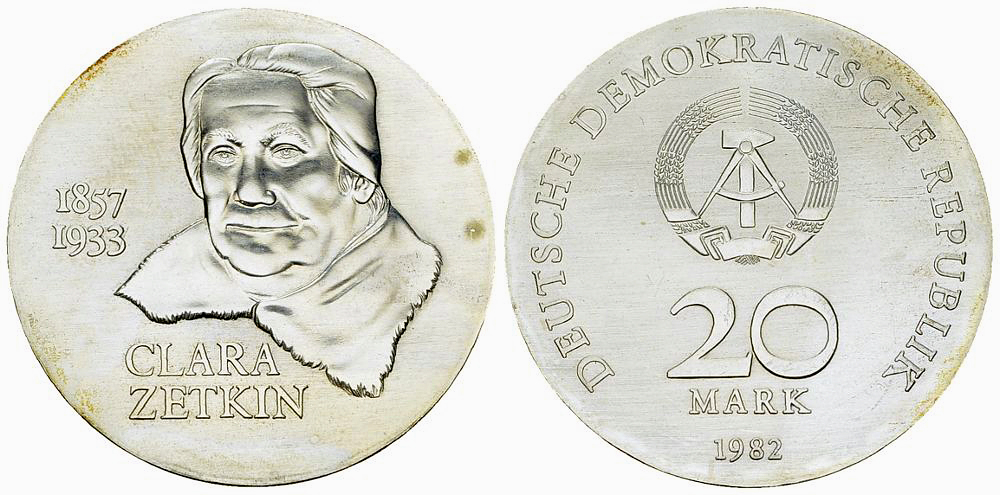 1857
1933
CLARA
ZETKIN
DEUTSCHE DEMOKRATISCHE REPUBLIK
20
MARK
1982